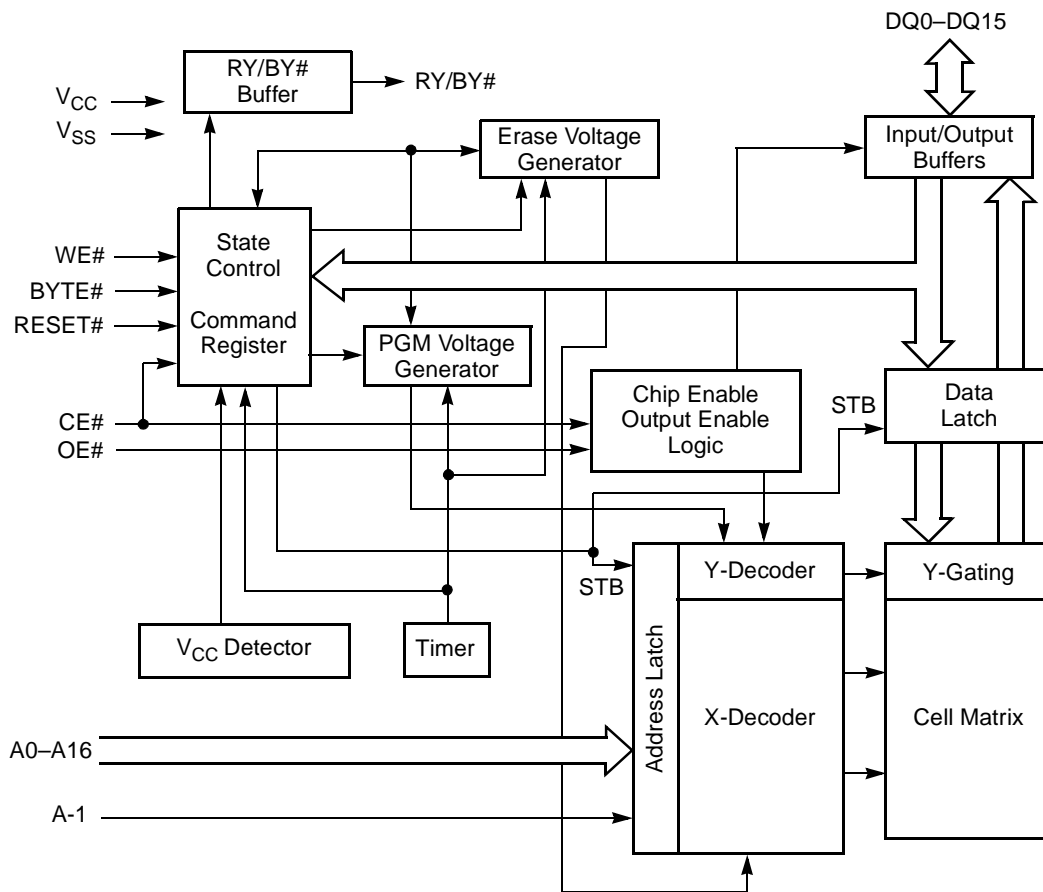 DQ0–DQ15
RY/BY#
Buffer
RY/BY#
VCC
VSS
Erase Voltage
Generator
Input/Output
Buffers
WE#
BYTE#
RESET#
State
Control
Command
Register
PGM Voltage
Generator
CE#
OE#
Chip Enable
Output Enable
Logic
STB
Data
Latch
STB
Y-Decoder
Y-Gating
VCC Detector
Timer
Address Latch
X-Decoder
Cell Matrix
A0–A16
A-1